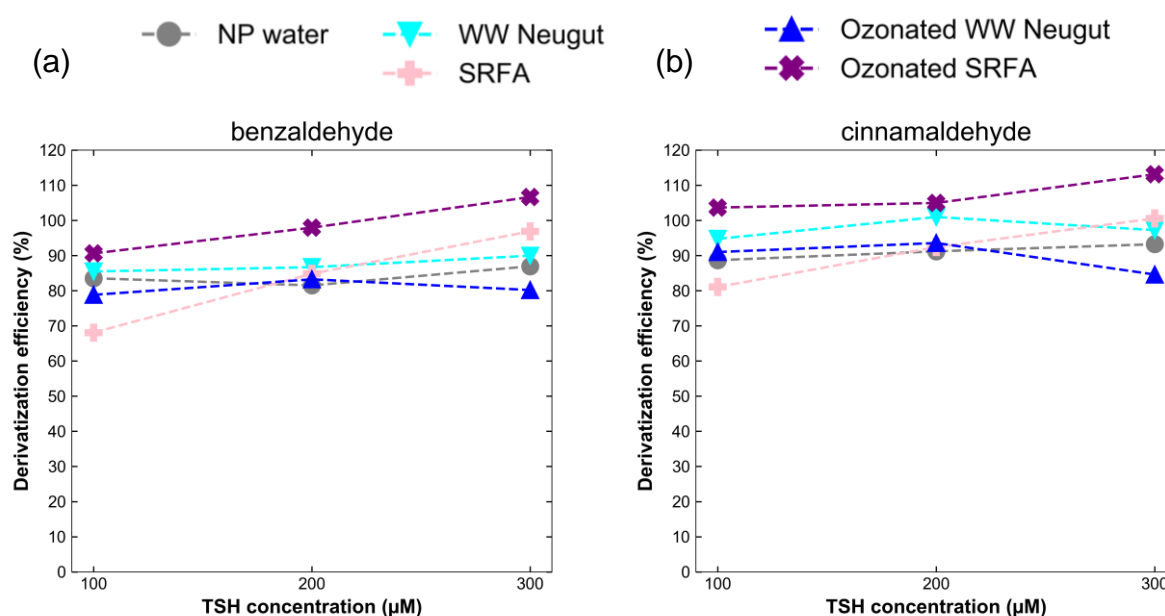 (a)
NP water
WW Neugut
SRFA
(b)
Ozonated WW Neugut
Ozonated SRFA
benzaldehyde
Derivatization efficiency (%)
120
110
100
90
80
70
60
50
40
30
20
10
0
100
200
300
TSH concentration (µM)
cinnamaldehyde
Derivatization efficiency (%)
120
110
100
90
80
70
60
50
40
30
20
10
0
100
200
300
TSH concentration (µM)